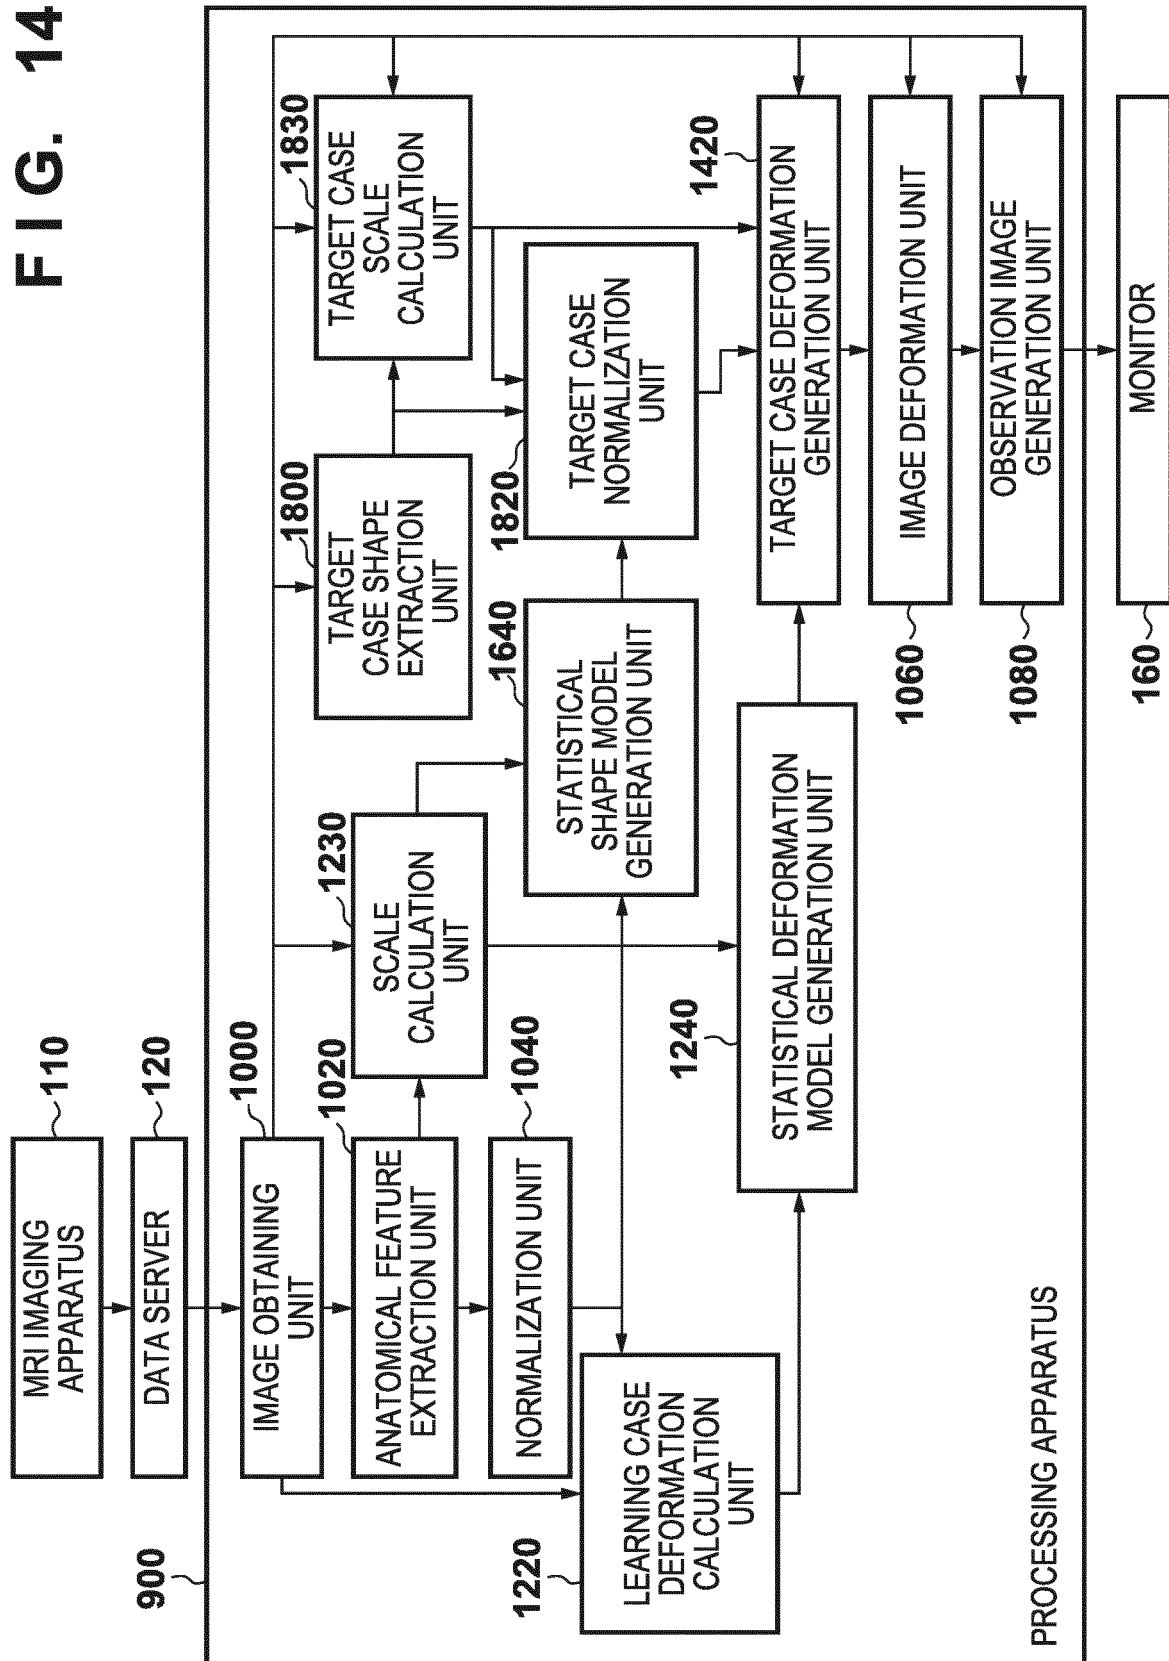 FIG. 14
110
MRI IMAGING
APPARATUS
120
DATA SERVER
900
1000
IMAGE OBTAINING
UNIT
1020
ANATOMICAL FEATURE
EXTRACTION UNIT
1040
NORMALIZATION UNIT
1220
LEARNING CASE
DEFORMATION
CALCULATION
UNIT
1230
SCALE
CALCULATION
UNIT
1240
STATISTICAL DEFORMATION
MODEL GENERATION UNIT
1640
STATISTICAL
SHAPE MODEL
GENERATION UNIT
1800
TARGET
CASE SHAPE
EXTRACTION
UNIT
1830
TARGET CASE
SCALE
CALCULATION
UNIT
1820
TARGET CASE
NORMALIZATION
UNIT
1420
TARGET CASE DEFORMATION
GENERATION UNIT
1060
IMAGE DEFORMATION UNIT
1080
OBSERVATION IMAGE
GENERATION UNIT
PROCESSING APPARATUS
160
MONITOR